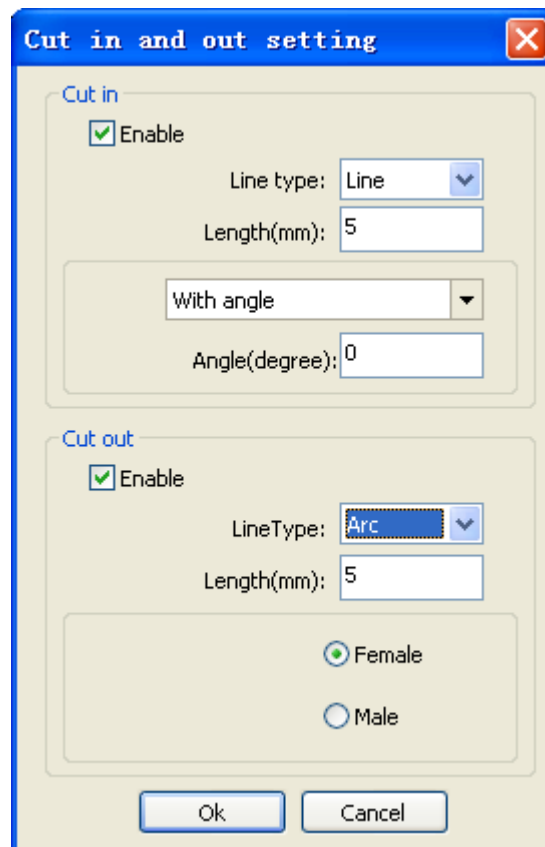 Cut in and out setting
Cut in
Enable
Line type: Line
Length(mm): 5
With angle
Angle(degree): 0
Cut out
Enable
LineType: Arc
Length(mm): 5
Female
Male
Ok Cancel